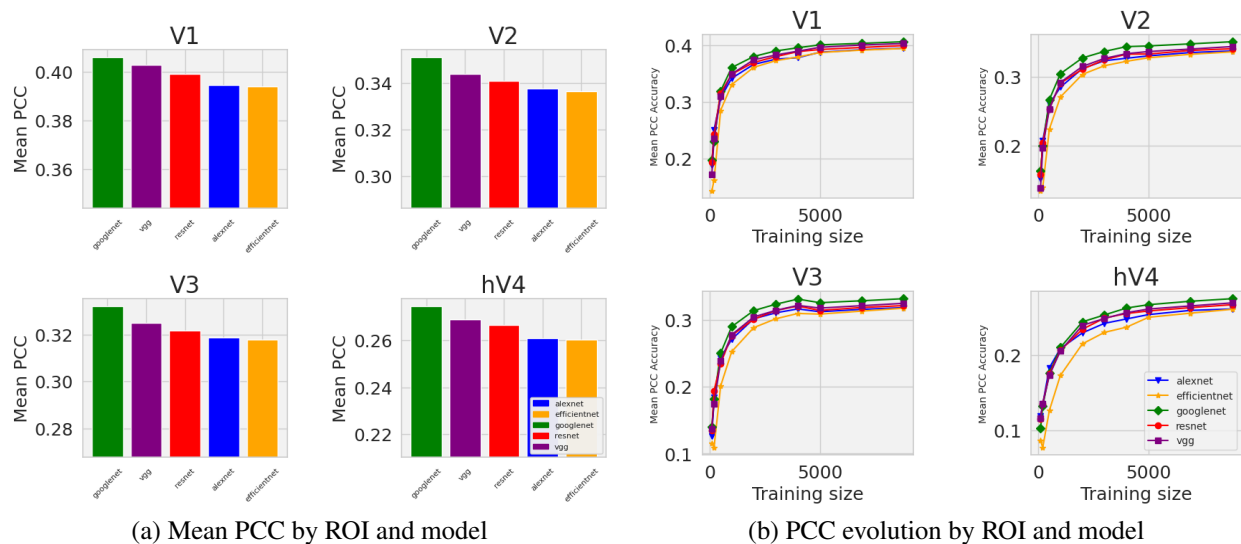 V1
Mean PCC
0.40
0.38
0.36
googlenet
vgg
resnet
alexnet
efficientnet
V2
Mean PCC
0.34
0.32
0.30
googlenet
vgg
resnet
alexnet
efficientnet
V3
Mean PCC
0.32
0.30
0.28
googlenet
vgg
resnet
alexnet
efficientnet
hV4
Mean PCC
0.26
0.24
0.22
alexnet
efficientnet
googlenet
resnet
vgg
googlenet
vgg
resnet
alexnet
efficientnet
(a) Mean PCC by ROI and model
V1
Mean PCC Accuracy
0.4
0.3
0.2
0
5000
Training size
V2
Mean PCC Accuracy
0.3
0.2
0
5000
Training size
V3
Mean PCC Accuracy
0.3
0.2
0.1
0
5000
Training size
hV4
Mean PCC Accuracy
0.2
0.1
alexnet
efficientnet
googlenet
resnet
vgg
0
5000
Training size
(b) PCC evolution by ROI and model